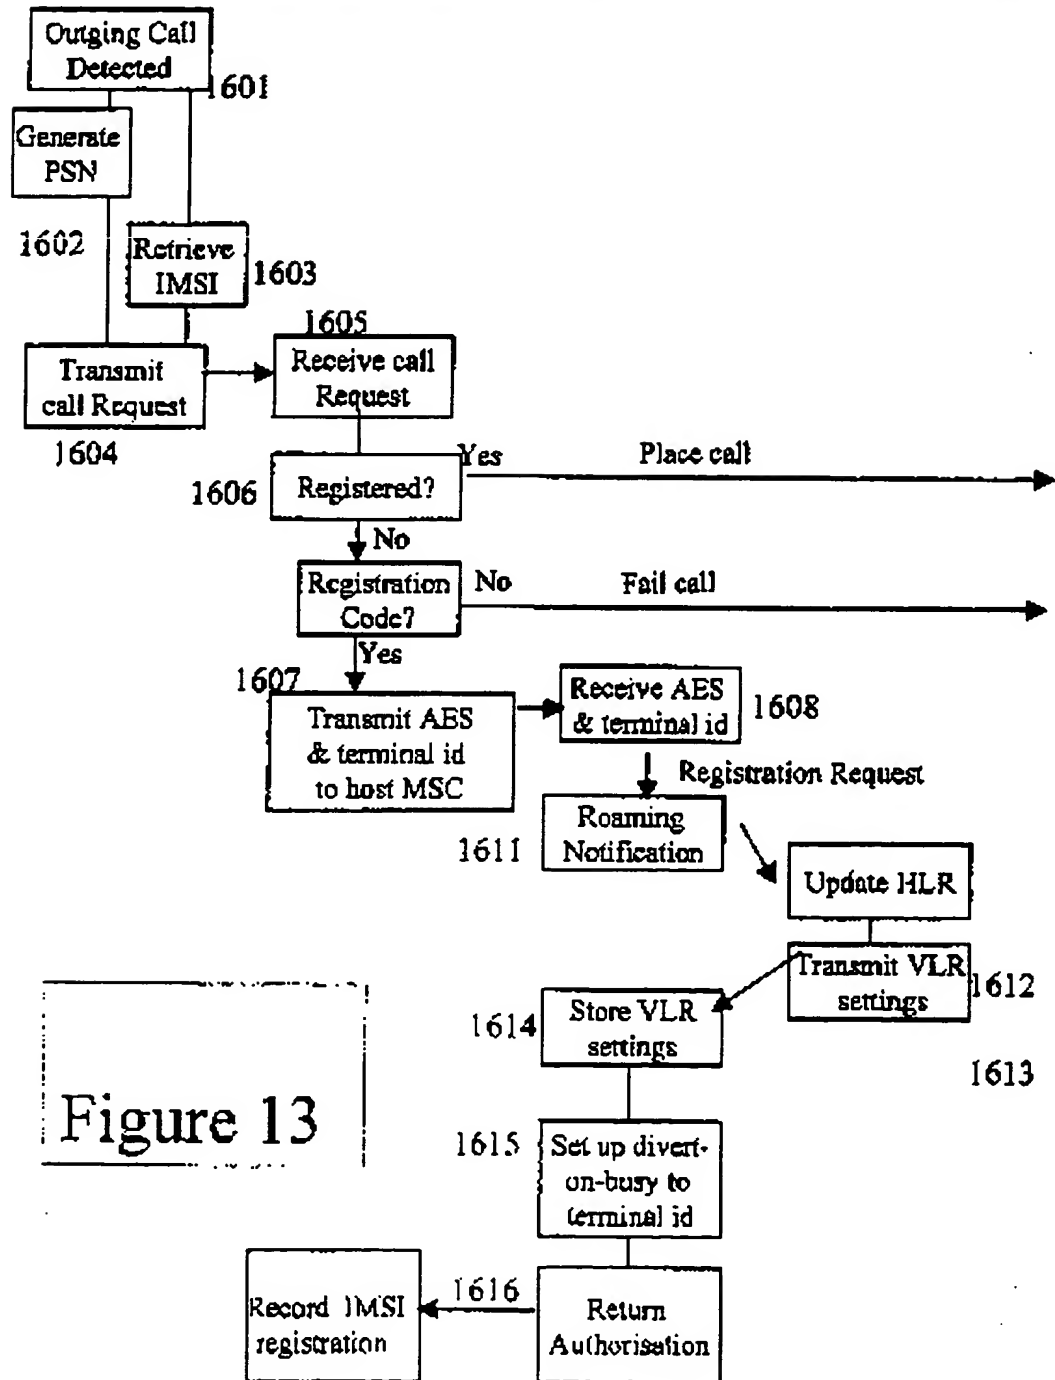 Outging Call
Detected
1601
Generate
PSN
1602
Retrieve
IMSI
1603
1605
Transmit
call Request
1604
Receive call
Request
Yes
Place call
1606
Registered?
No
Registration
Code?
No
Fail call
Yes
1607
Transmit AES
& terminal id
to host MSC
Receive AES
& terminal id
1608
Registration Request
1611
Roaming
Notification
Update HLR
Transmit VLR
settings
1612
1613
1614
Store VLR
settings
Figure 13
1615
Set up divert-
on-busy to
terminal id
1616
Record IMSI
registration
Return
Authorisation